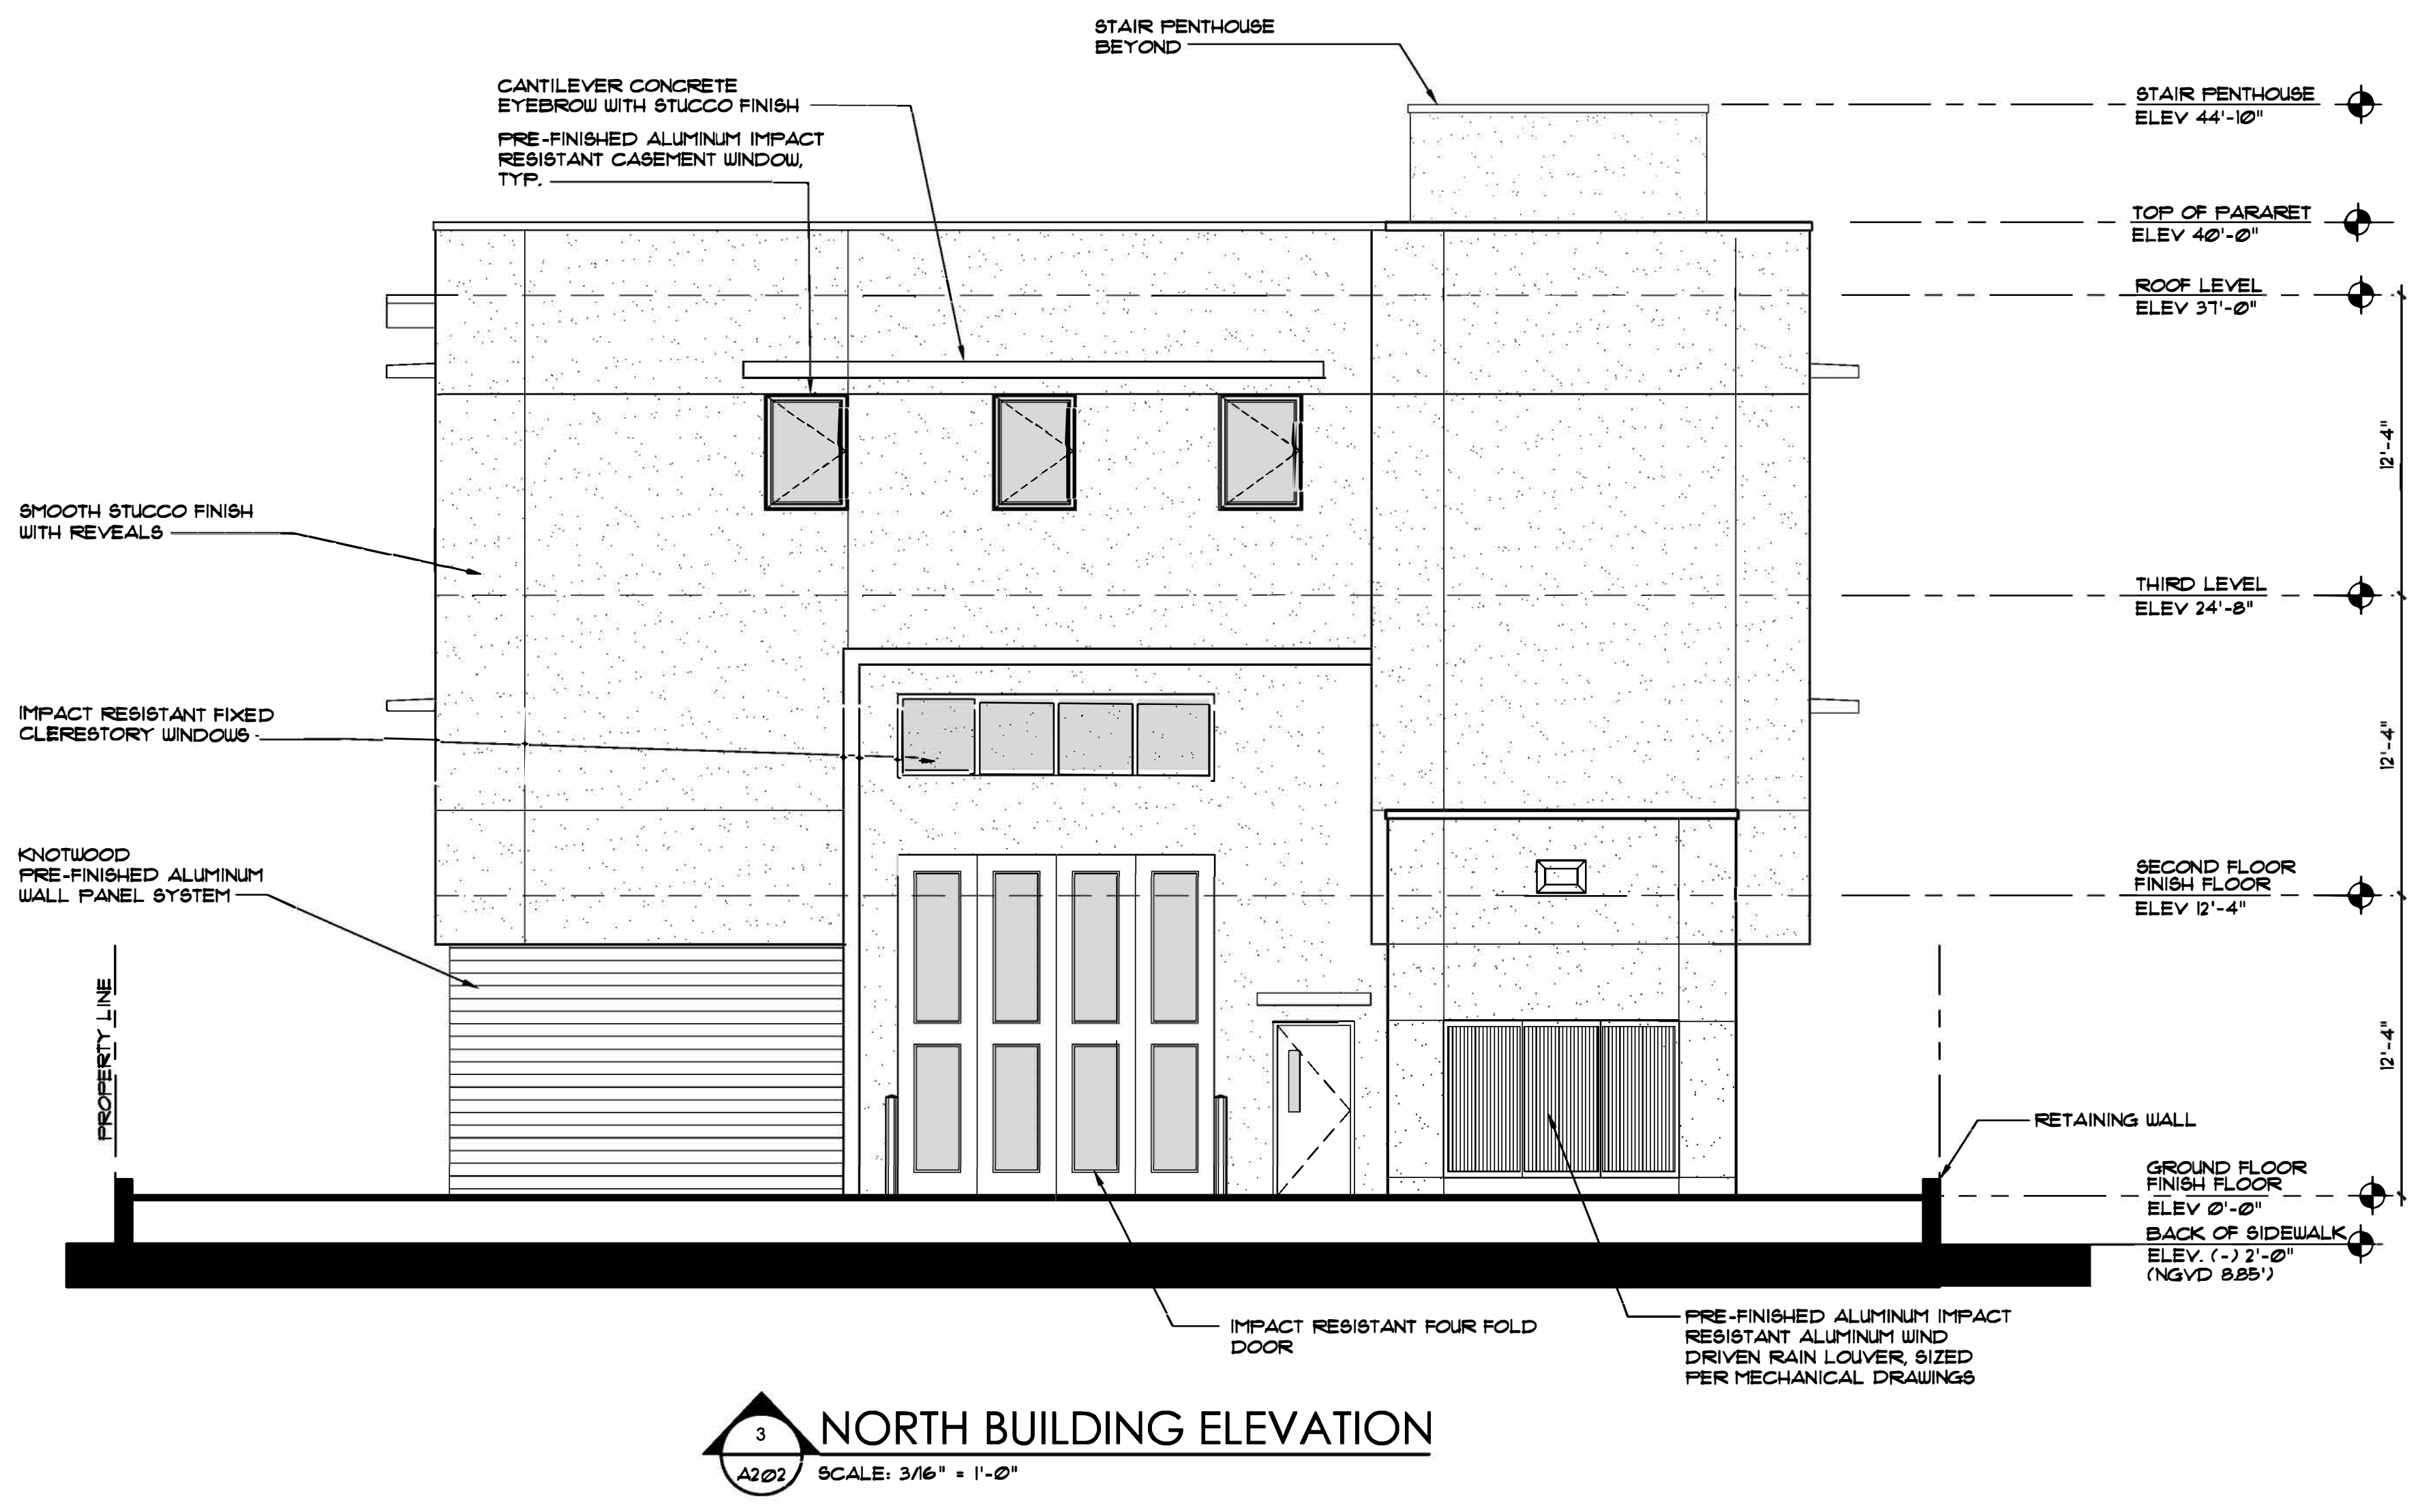 STAIR PENTHOUSE
BEYOND
CANTILEVER CONCRETE
EYEBROW WITH STUCCO FINISH
PRE-FINISHED ALUMINUM IMPACT
RESISTANT CASEMENT WINDOW,
TYP.
STAIR PENTHOUSE
ELEV 44'-10"
TOP OF PARARET
ELEV 40'-0"
ROOF LEVEL
ELEV 37'-0"
12'-4"
SMOOTH STUCCO FINISH
WITH REVEALS
THIRD LEVEL
ELEV 24'-8"
IMPACT RESISTANT FIXED
CLERESTORY WINDOWS
12'-4"
KNOTWOOD
PRE-FINISHED ALUMINUM
WALL PANEL SYSTEM
SECOND FLOOR
FINISH FLOOR
ELEV 12'-4"
PROPERTY LINE
12'-4"
RETAINING WALL
GROUND FLOOR
FINISH FLOOR
ELEV 0'-0"
BACK OF SIDEWALK
ELEV. (-) 2'-0"
(NGVD 8.85')
IMPACT RESISTANT FOUR FOLD
DOOR
PRE-FINISHED ALUMINUM IMPACT
RESISTANT ALUMINUM WIND
DRIVEN RAIN LOUVER, SIZED
PER MECHANICAL DRAWINGS
3
A202
NORTH BUILDING ELEVATION
SCALE: 3/16" = 1'-0"